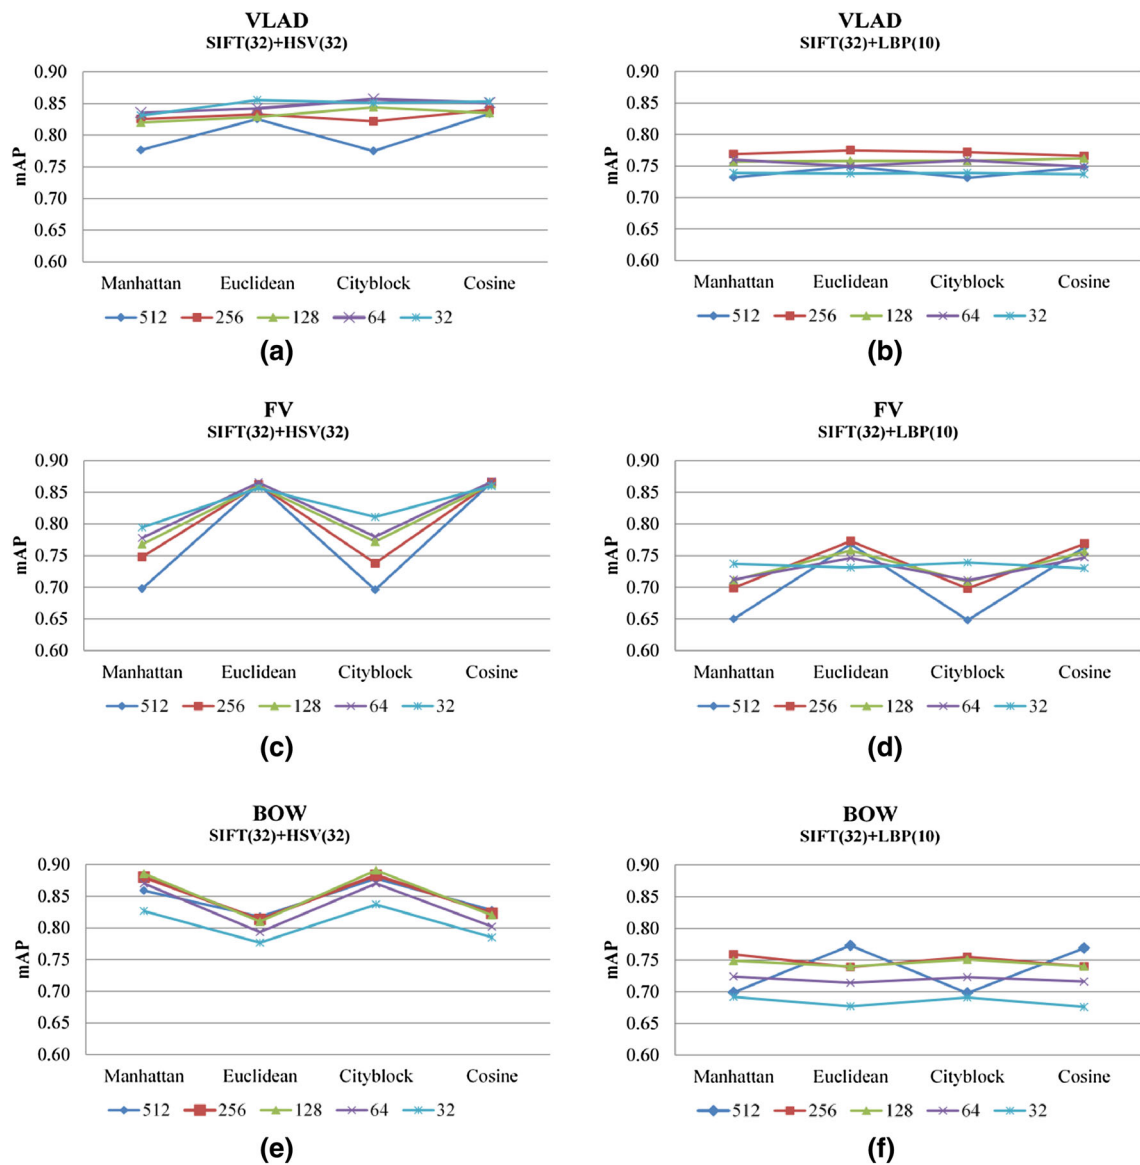 VLAD
SIFT(32)+HSV(32)
0.90
0.85
0.80
0.75
0.70
0.65
0.60
mAP
Manhattan Euclidean Cityblock Cosine
512 256 128 64 32
(a)
VLAD
SIFT(32)+LBP(10)
0.90
0.85
0.80
0.75
0.70
0.65
0.60
mAP
Manhattan Euclidean Cityblock Cosine
512 256 128 64 32
(b)
FV
SIFT(32)+HSV(32)
0.90
0.85
0.80
0.75
0.70
0.65
0.60
mAP
Manhattan Euclidean Cityblock Cosine
512 256 128 64 32
(c)
FV
SIFT(32)+LBP(10)
0.90
0.85
0.80
0.75
0.70
0.65
0.60
mAP
Manhattan Euclidean Cityblock Cosine
512 256 128 64 32
(d)
BOW
SIFT(32)+HSV(32)
0.90
0.85
0.80
0.75
0.70
0.65
0.60
mAP
Manhattan Euclidean Cityblock Cosine
512 256 128 64 32
(e)
BOW
SIFT(32)+LBP(10)
0.90
0.85
0.80
0.75
0.70
0.65
0.60
mAP
Manhattan Euclidean Cityblock Cosine
512 256 128 64 32
(f)